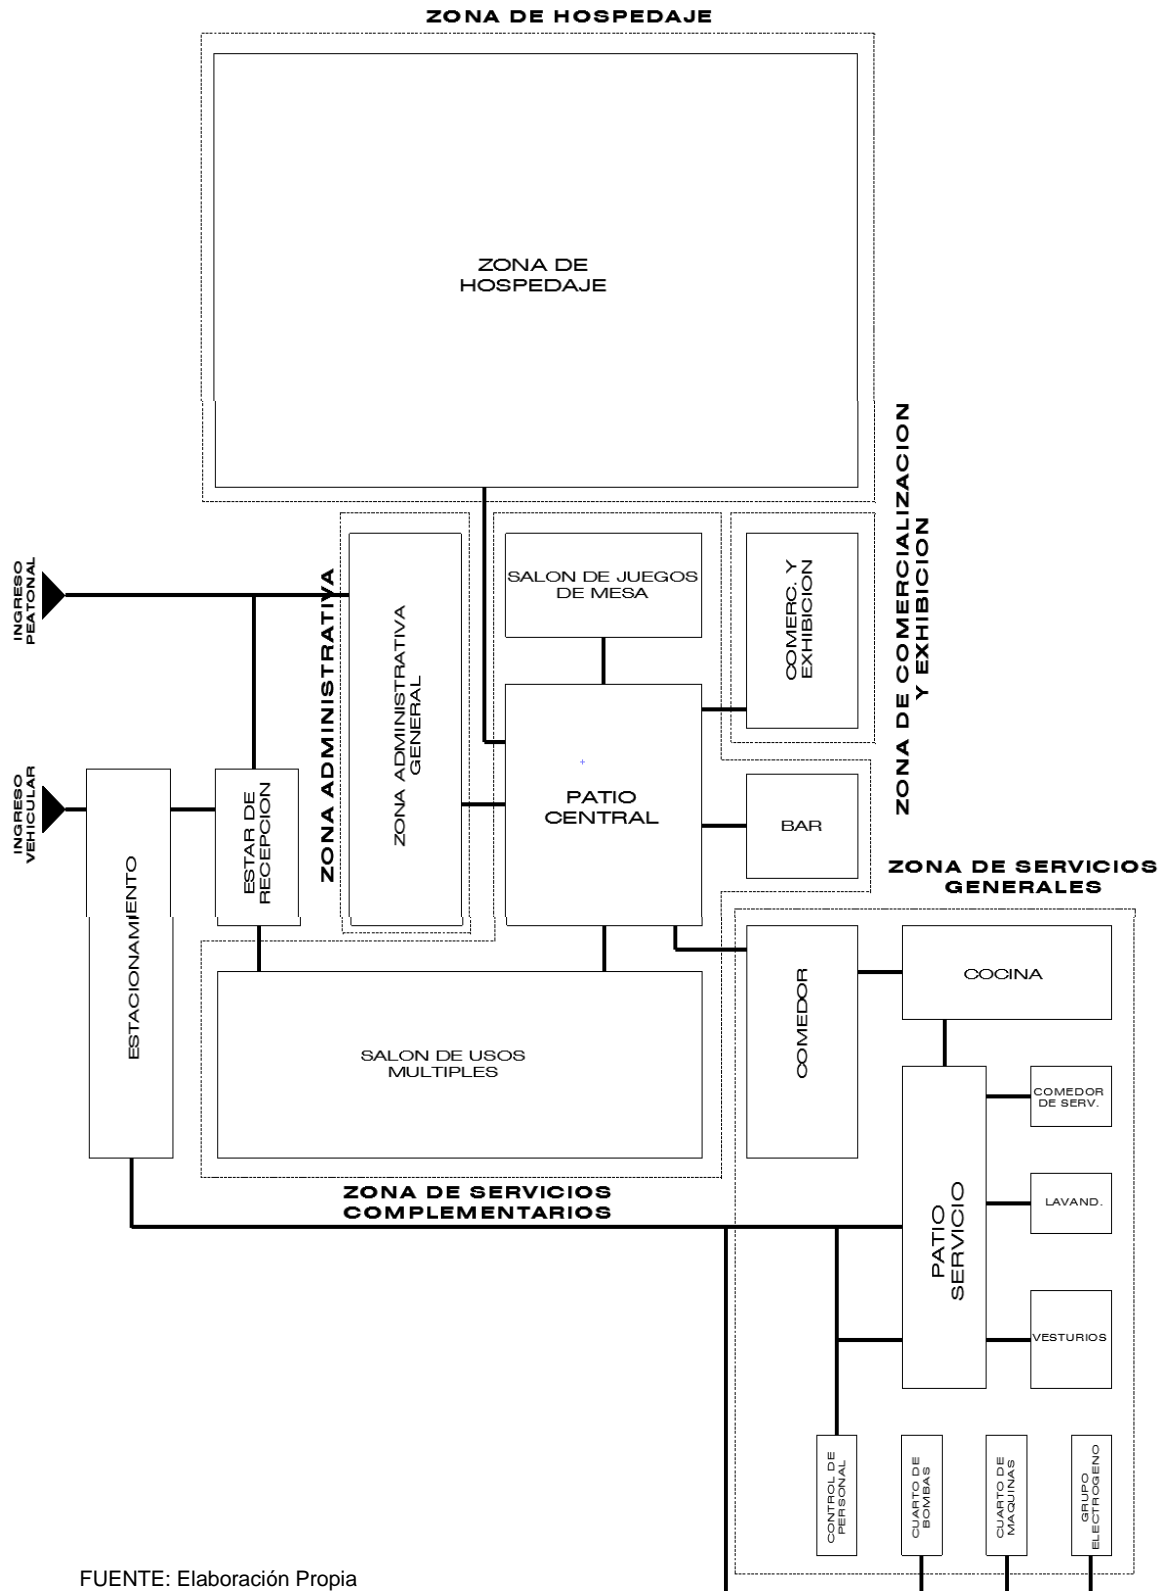 ZONA DE HOSPEDAJE
ZONA DE
HOSPEDAJE
ZONA DE COMERCIALIZACION
Y EXHIBICION
INGRESO
PEATONAL
ZONA ADMINISTRATIVA
ZONA ADMINISTRATIVA
GENERAL
SALON DE JUEGOS
DE MESA
COMERC. Y
EXHIBICION
INGRESO
VEHICULAR
ESTACIONAMIENTO
ESTAR DE
RECEPCION
PATIO
CENTRAL
BAR
ZONA DE SERVICIOS
GENERALES
SALON DE USOS
MULTIPLES
COMEDOR
COCINA
COMEDOR
DE SERV.
LAVAND.
PATIO
SERVICIO
VESTURIOS
ZONA DE SERVICIOS
COMPLEMENTARIOS
CONTROL DE
PERSONAL
CUARTO DE
BOMBAS
CUARTO DE
MAQUINAS
GRUPO
ELECTROGENO
FUENTE: Elaboración Propia